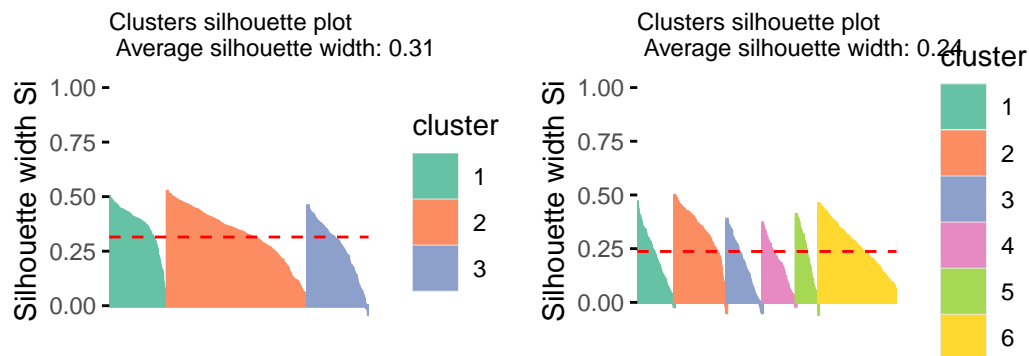 Clusters silhouette plot
Average silhouette width: 0.31
Silhouette width Si
1.00
0.75
0.50
0.25
0.00
cluster
1
2
3
Clusters silhouette plot
Average silhouette width: 0.24
Silhouette width Si
1.00
0.75
0.50
0.25
0.00
cluster
1
2
3
4
5
6